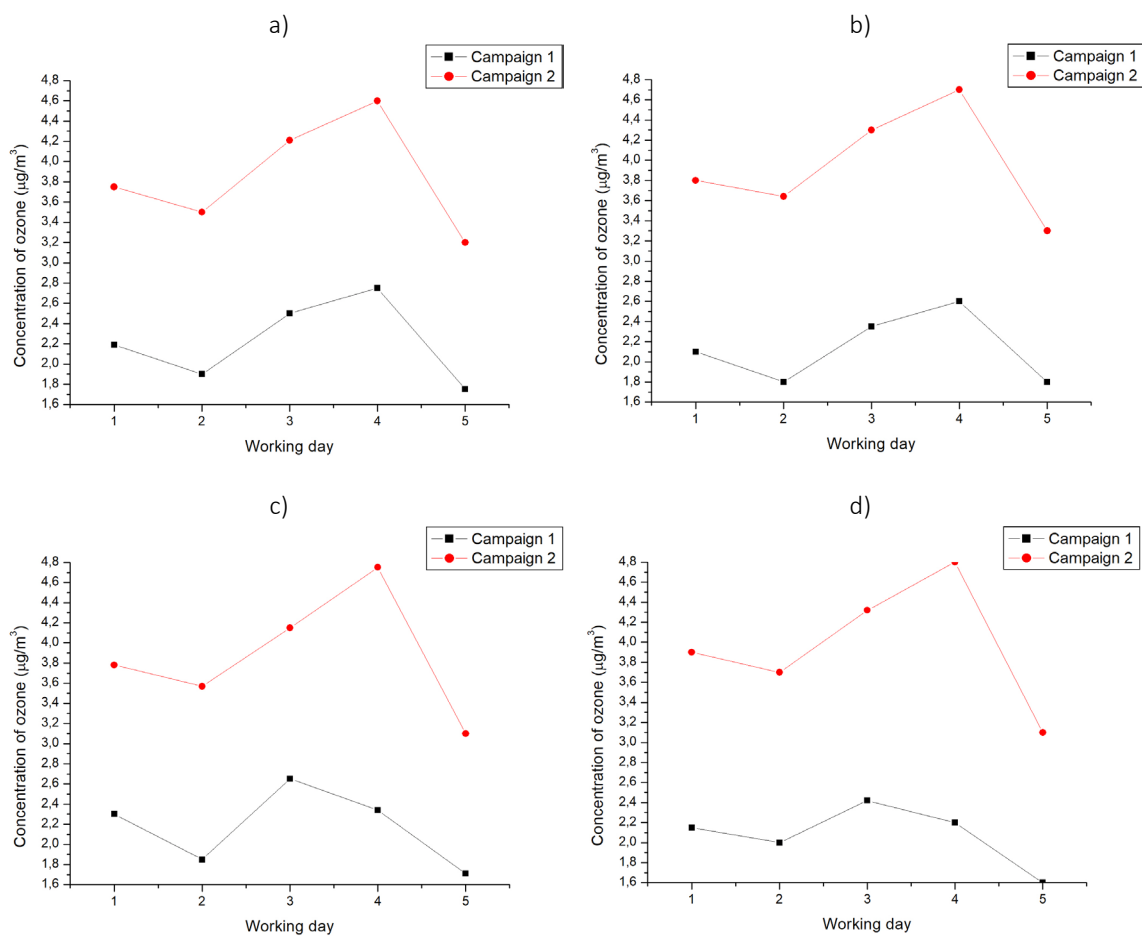 a)
Campaign 1
Campaign 2
Concentration of ozone (μg/m³)
4,8
4,6
4,4
4,2
4,0
3,8
3,6
3,4
3,2
3,0
2,8
2,6
2,4
2,2
2,0
1,8
1,6
1 2 3 4 5
Working day
b)
Campaign 1
Campaign 2
Concentration of ozone (μg/m³)
4,8
4,6
4,4
4,2
4,0
3,8
3,6
3,4
3,2
3,0
2,8
2,6
2,4
2,2
2,0
1,8
1,6
1 2 3 4 5
Working day
c)
Campaign 1
Campaign 2
Concentration of ozone (μg/m³)
4,8
4,6
4,4
4,2
4,0
3,8
3,6
3,4
3,2
3,0
2,8
2,6
2,4
2,2
2,0
1,8
1,6
1 2 3 4 5
Working day
d)
Campaign 1
Campaign 2
Concentration of ozone (μg/m³)
4,8
4,6
4,4
4,2
4,0
3,8
3,6
3,4
3,2
3,0
2,8
2,6
2,4
2,2
2,0
1,8
1,6
1 2 3 4 5
Working day